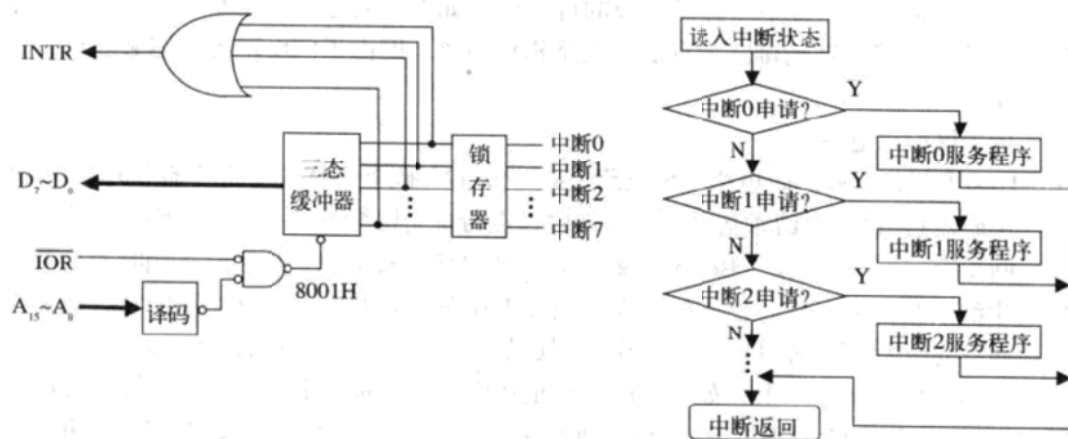 INTR
D₇~D₀
IOR
A₁₅~A₀
译码
8001H
三态
缓冲器
锁
存
器
中断0
中断1
中断2
中断7
读入中断状态
中断0申请?
Y
N
中断0服务程序
中断1申请?
Y
N
中断1服务程序
中断2申请?
Y
N
中断2服务程序
中断返回